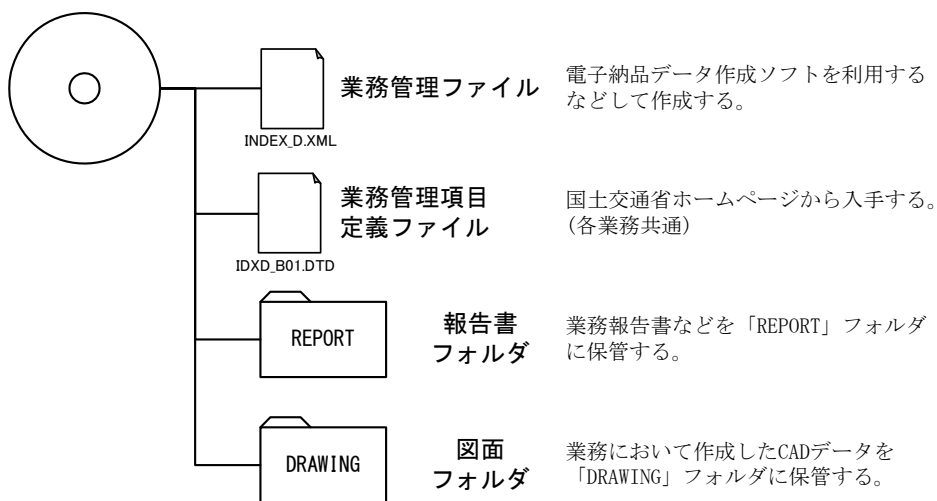 業務管理ファイル
電子納品データ作成ソフトを利用する
などして作成する。
INDEX_D.XML
業務管理項目
定義ファイル
国土交通省ホームページから入手する。
(各業務共通)
IDXD_B01.DTD
REPORT
報告書
フォルダ
業務報告書などを「REPORT」フォルダ
に保管する。
DRAWING
図面
フォルダ
業務において作成したCADデータを
「DRAWING」フォルダに保管する。